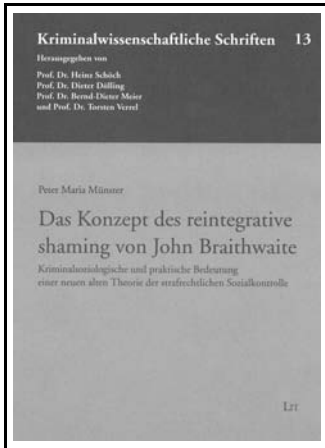 Kriminalwissenschaftliche Schriften 13
Herausgegeben von
Prof. Dr. Heinz Schöch
Prof. Dr. Dieter Dölling
Prof. Dr. Bernd-Dieter Meier
und Prof. Dr. Torsten Verrel
Peter Maria Münster
Das Konzept des reintegrative
shaming von John Braithwaite
Kriminalsoziologische und praktische Bedeutung
einer neuen alten Theorie der strafrechtlichen Sozialkontrolle
LIT